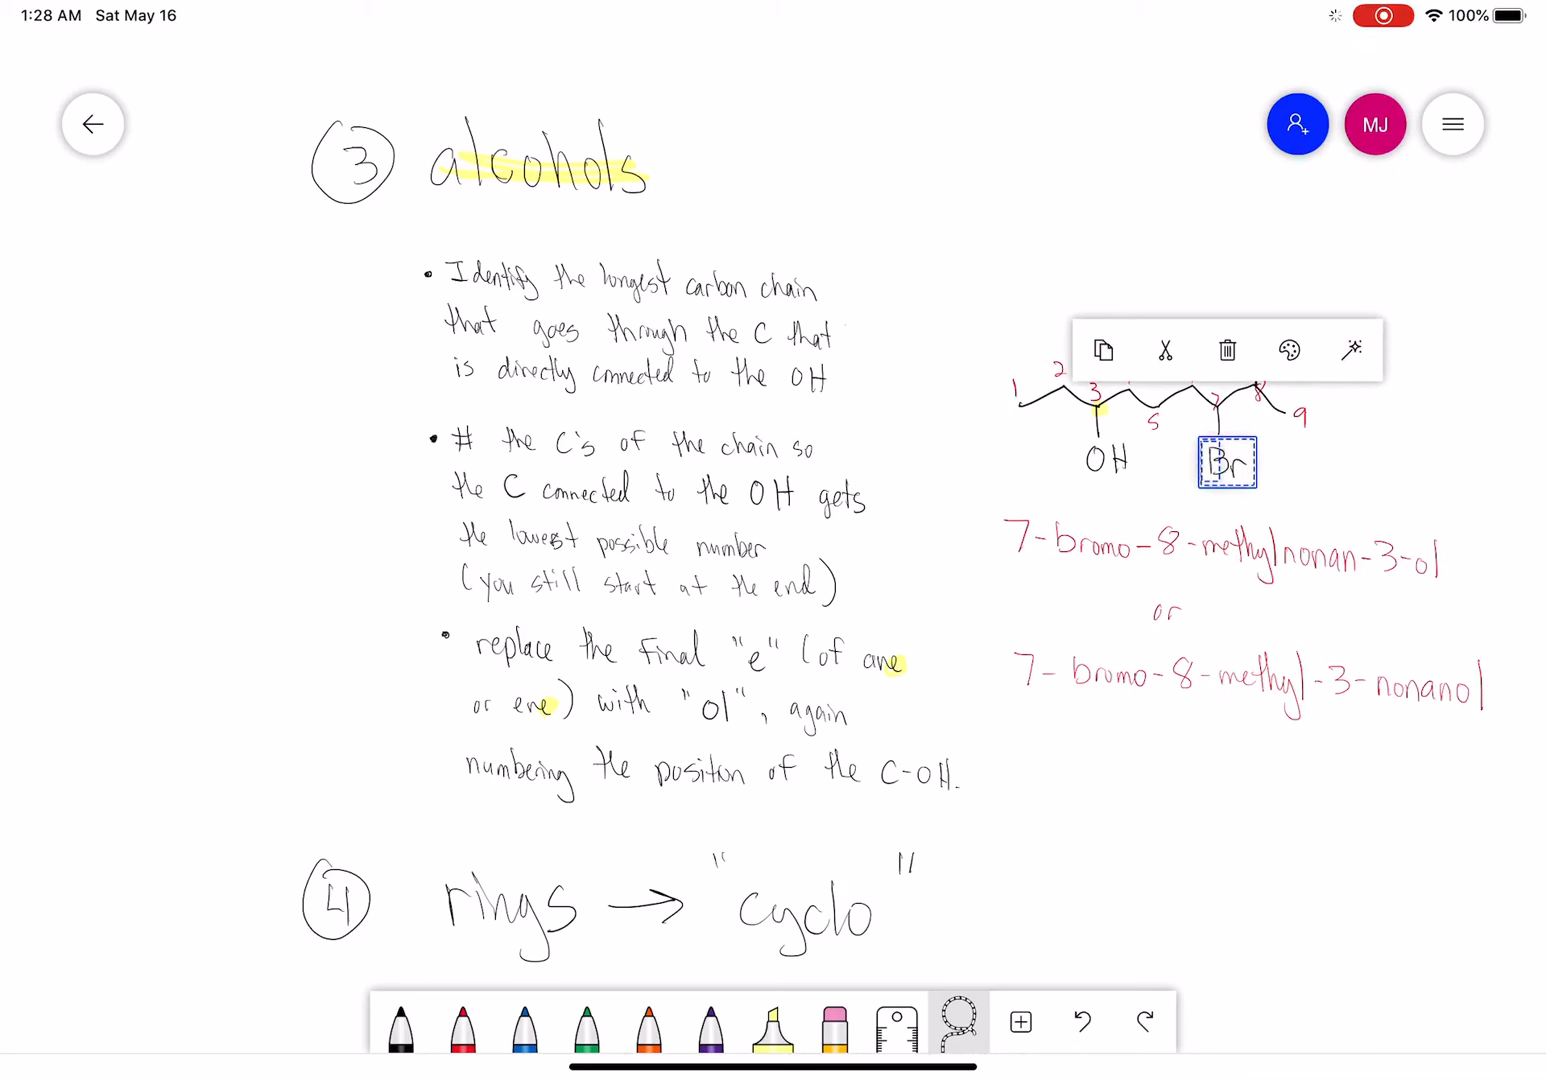 1:28 AM Sat May 16
100%
MJ
3 alcohols
• Identify the longest carbon chain
that goes through the C that
is directly connected to the OH
• # the C's of the chain so
the C connected to the OH gets
the lowest possible number
(you still start at the end)
• replace the final "e" (of ane
or ene) with "ol", again
numbering the position of the C-OH.
1 2 3 5 7 8 9
OH Br
7-bromo-8-methylnonan-3-ol
or
7-bromo-8-methyl-3-nonanol
4 rings → "cyclo"